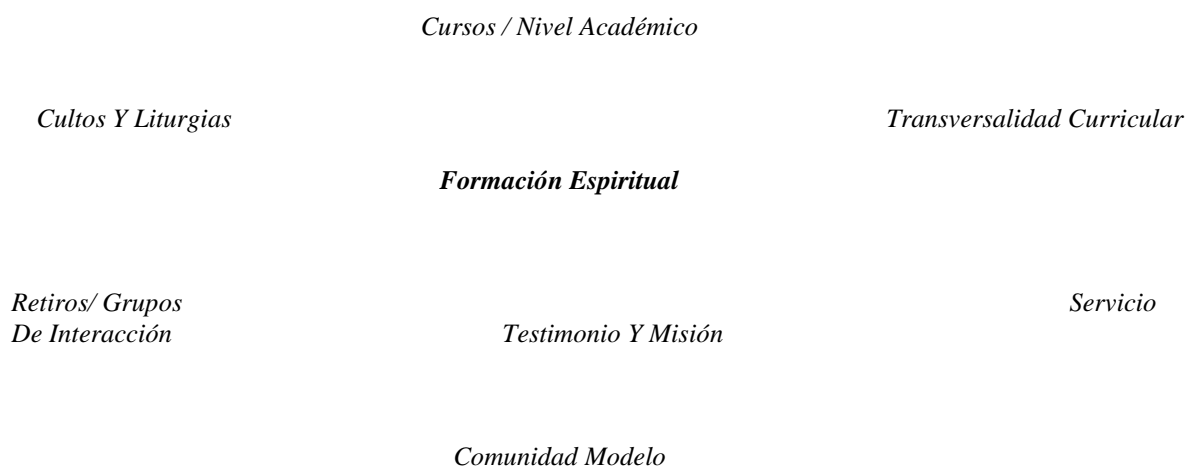 Cursos / Nivel Académico
Cultos Y Liturgias
Transversalidad Curricular
Formación Espiritual
Retiros/ Grupos
De Interacción
Servicio
Testimonio Y Misión
Comunidad Modelo